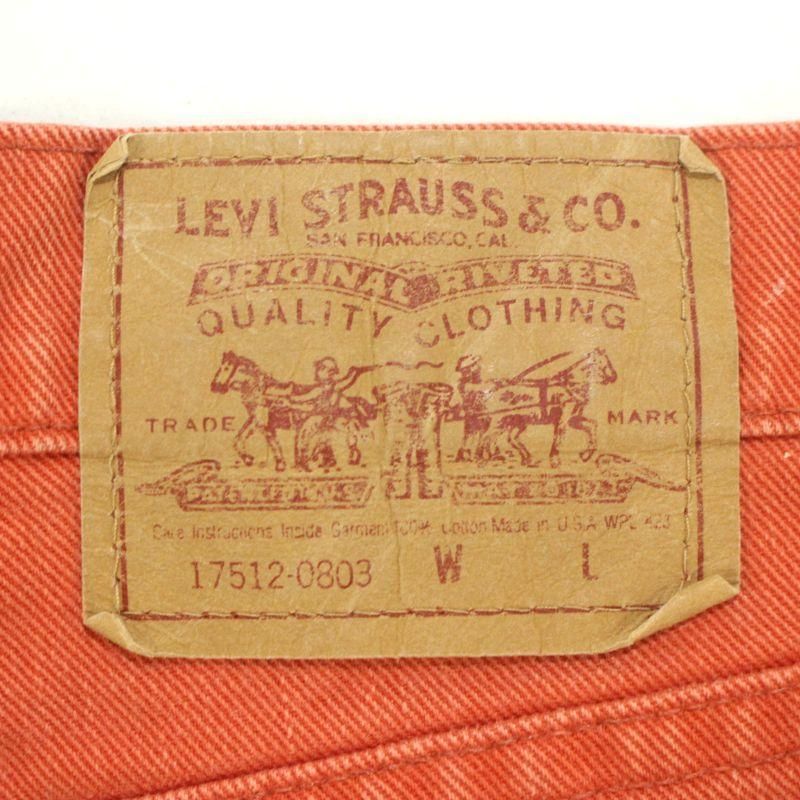 LEVI STRAUSS & CO.
SAN FRANCISCO, CAL.
ORIGINAL RIVETED
QUALITY CLOTHING
TRADE MARK
Care Instructions Inside Garment 100% Cotton Made in U.S.A. WPL 423
17512-0803 W L